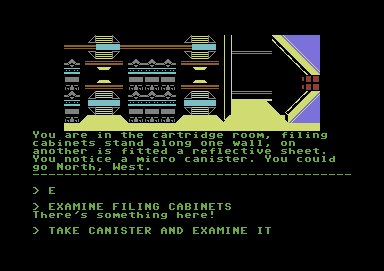 You are in the cartridge room, filing
cabinets stand along one wall, on
another is fitted a reflective sheet.
You notice a micro canister. You could
go North, West.
---------------------------------------
> E
> EXAMINE FILING CABINETS
There's something here!
> TAKE CANISTER AND EXAMINE IT